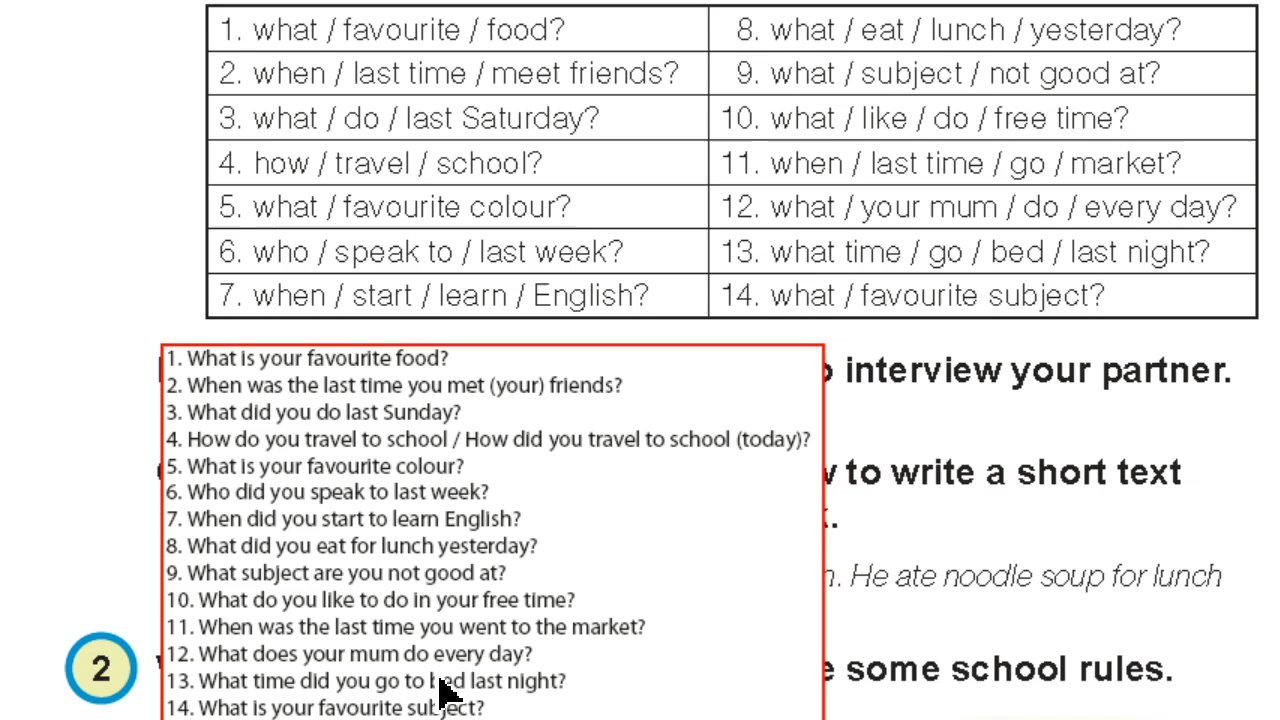 1. what / favourite / food?
2. when / last time / meet friends?
3. what / do / last Saturday?
4. how / travel / school?
5. what / favourite colour?
6. who / speak to / last week?
7. when / start / learn / English?
8. what / eat / lunch / yesterday?
9. what / subject / not good at?
10. what / like / do / free time?
11. when / last time / go / market?
12. what / your mum / do / every day?
13. what time / go / bed / last night?
14. what / favourite subject?
1. What is your favourite food?
2. When was the last time you met (your) friends?
3. What did you do last Sunday?
4. How do you travel to school / How did you travel to school (today)?
5. What is your favourite colour?
6. Who did you speak to last week?
7. When did you start to learn English?
8. What did you eat for lunch yesterday?
9. What subject are you not good at?
10. What do you like to do in your free time?
11. When was the last time you went to the market?
12. What does your mum do every day?
13. What time did you go to bed last night?
14. What is your favourite subject?
interview your partner.
to write a short text
He ate noodle soup for lunch
2
some school rules.